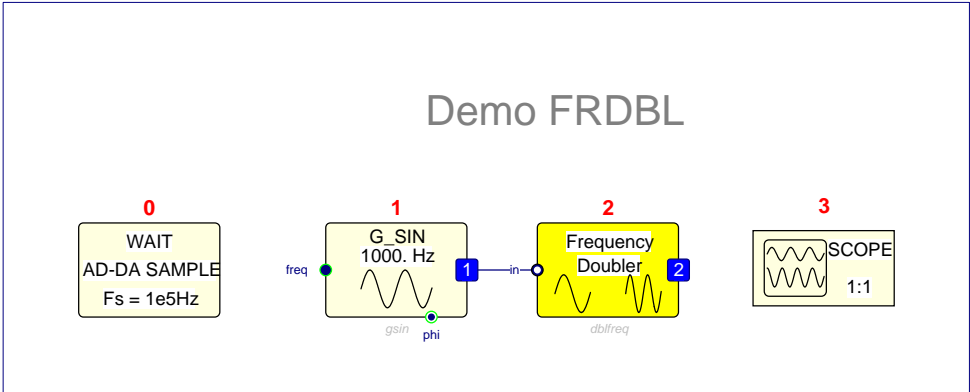 Demo FRDBL
0
WAIT
AD-DA SAMPLE
Fs = 1e5Hz
1
G_SIN
1000. Hz
freq
1
gsin
phi
2
Frequency
Doubler
in
2
dblfreq
3
SCOPE
1:1